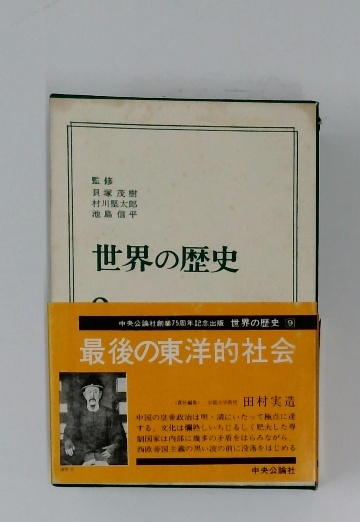 監修
貝塚茂樹
村川堅太郎
池島信平
世界の歴史
中央公論社創業75周年記念出版 世界の歴史 9
最後の東洋的社会
田村実造
中国の皇帝政治は明・清にいたって極点に達
する。文化は爛熟しいちじるしく肥大した専
制国家は内部に幾多の矛盾をはらみながら、
西欧帝国主義の黒い波の前に没落をはじめる
中央公論社